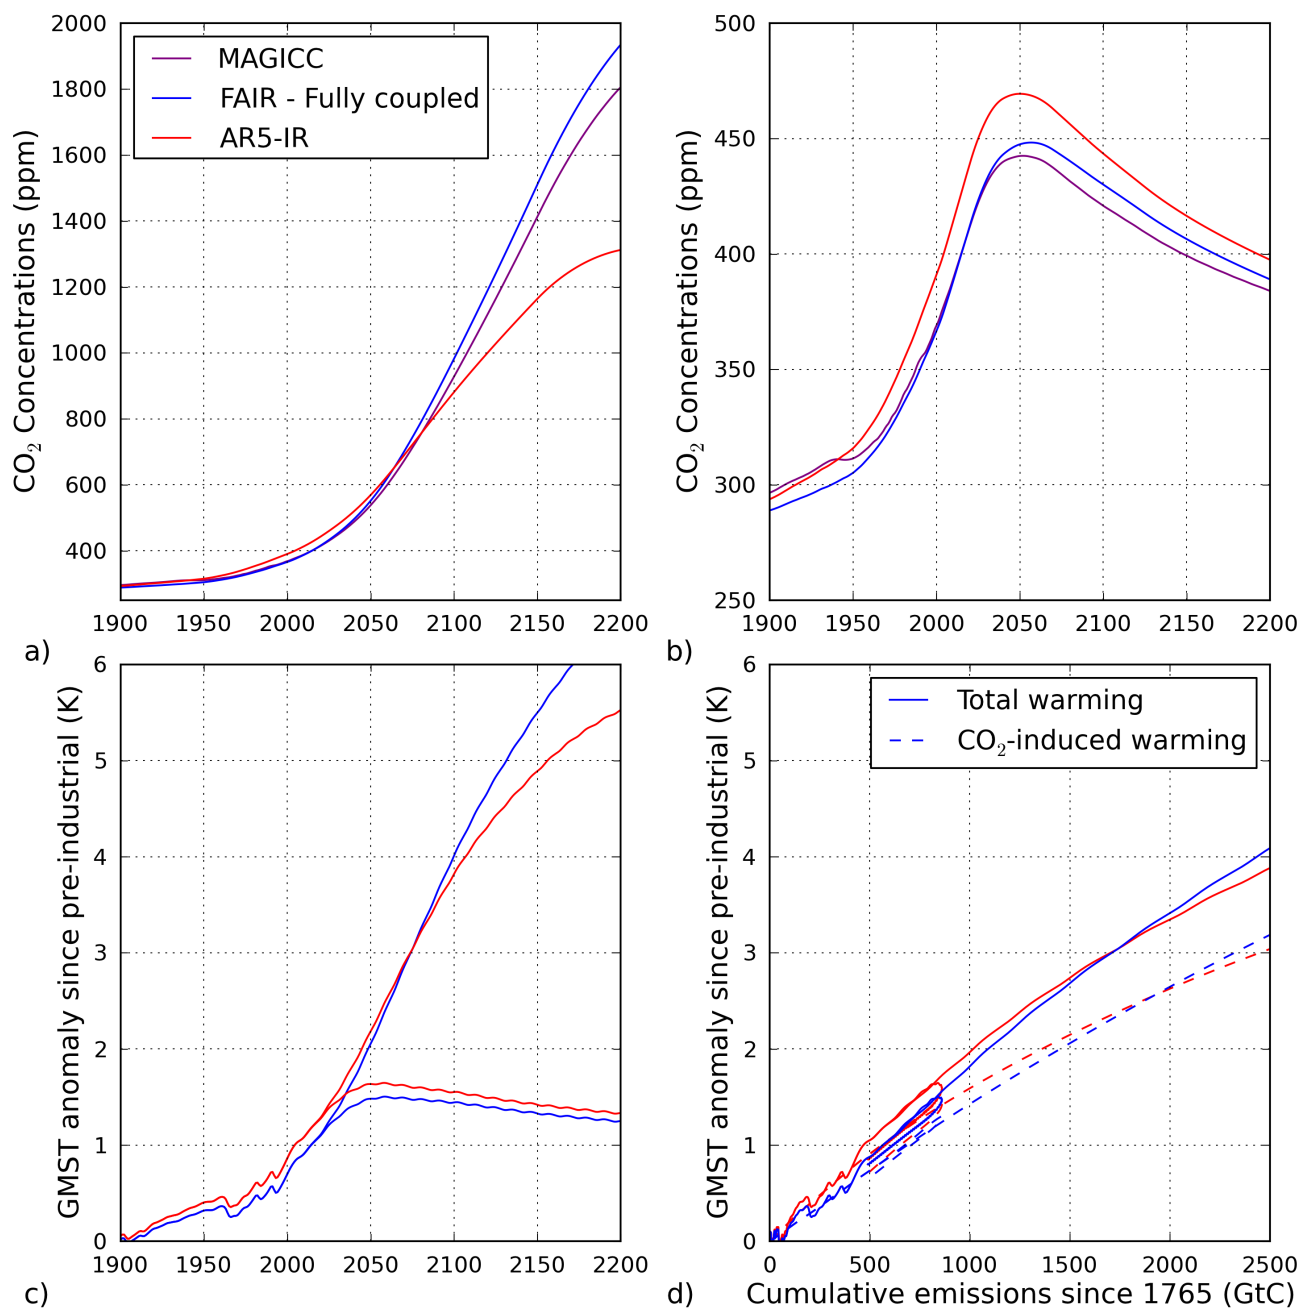 2000
1800
1600
1400
1200
1000
800
600
400
CO₂ Concentrations (ppm)
MAGICC
FAIR - Fully coupled
AR5-IR
1900 1950 2000 2050 2100 2150 2200
a)
500
450
400
350
300
250
CO₂ Concentrations (ppm)
1900 1950 2000 2050 2100 2150 2200
b)
6
5
4
3
2
1
0
GMST anomaly since pre-industrial (K)
1900 1950 2000 2050 2100 2150 2200
c)
6
5
4
3
2
1
0
GMST anomaly since pre-industrial (K)
Total warming
CO₂-induced warming
0 500 1000 1500 2000 2500
d) Cumulative emissions since 1765 (GtC)